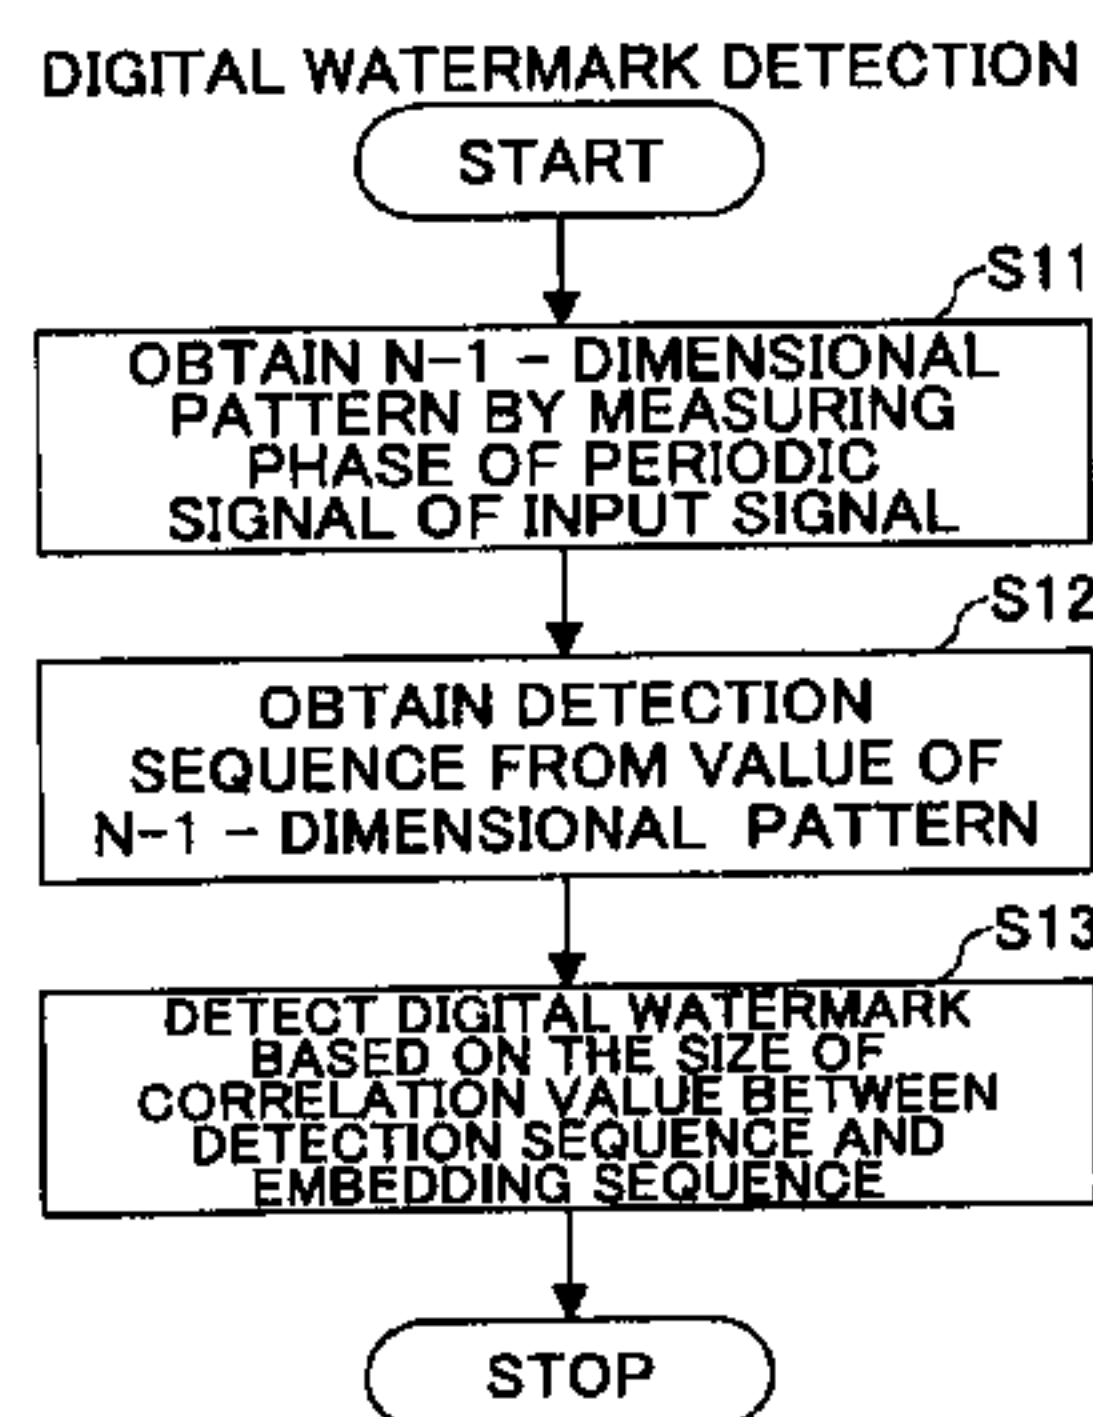 DIGITAL WATERMARK DETECTION
START
S11
OBTAIN N-1 - DIMENSIONAL
PATTERN BY MEASURING
PHASE OF PERIODIC
SIGNAL OF INPUT SIGNAL
S12
OBTAIN DETECTION
SEQUENCE FROM VALUE OF
N-1 - DIMENSIONAL PATTERN
S13
DETECT DIGITAL WATERMARK
BASED ON THE SIZE OF
CORRELATION VALUE BETWEEN
DETECTION SEQUENCE AND
EMBEDDING SEQUENCE
STOP